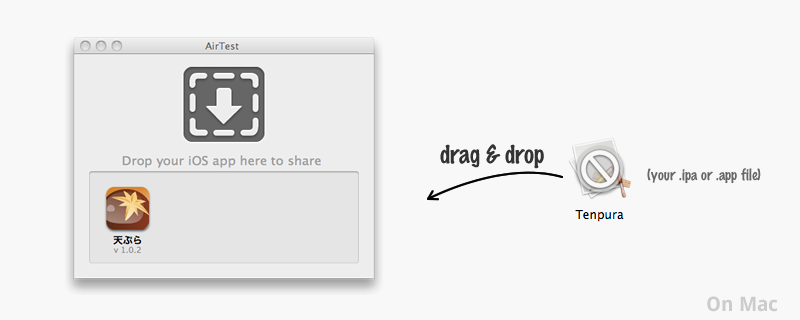 AirTest
Drop your iOS app here to share
天ぷら
v 1.0.2
drag & drop
(your .ipa or .app file)
Tenpura
On Mac